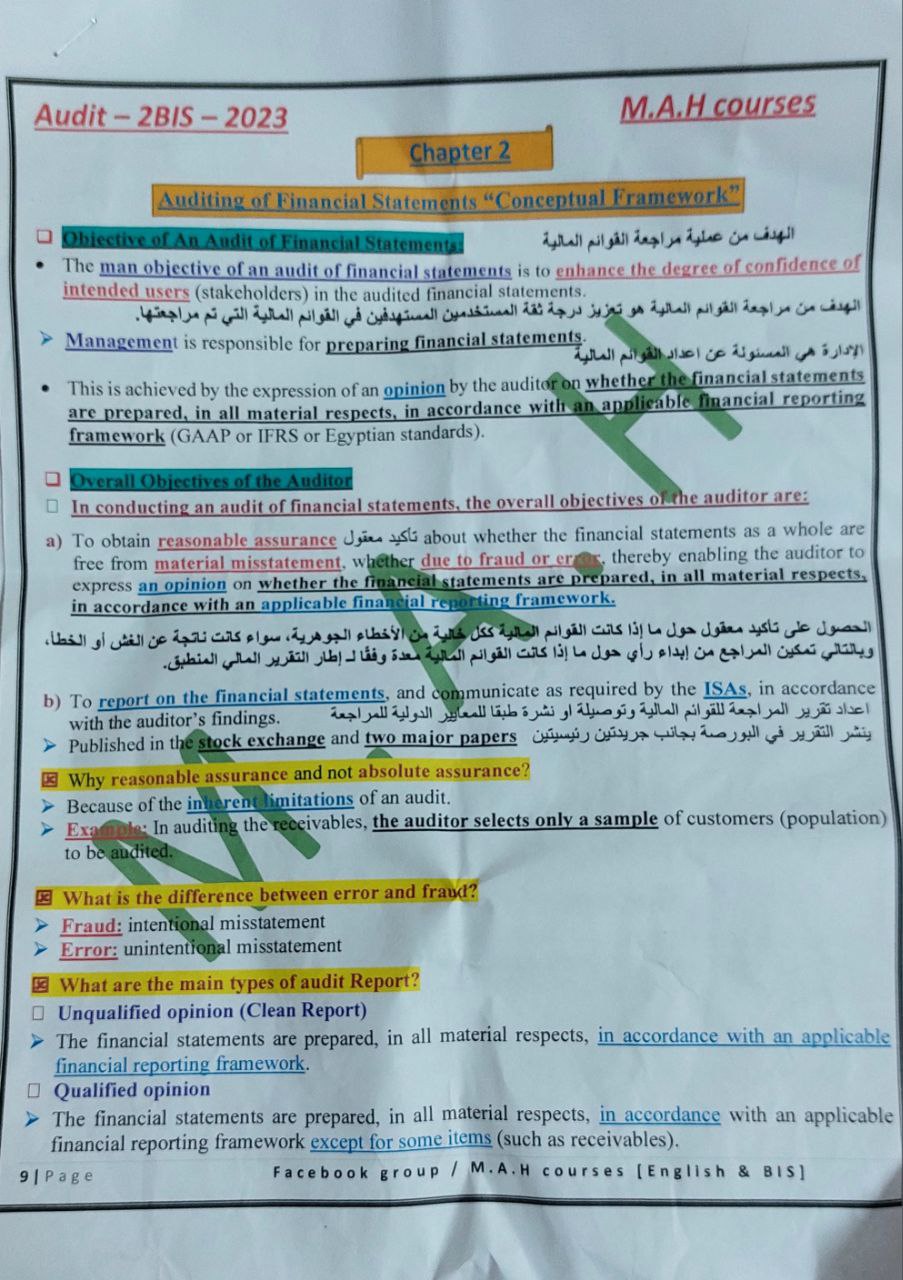 Audit – 2BIS – 2023
M.A.H courses
Chapter 2
Auditing of Financial Statements “Conceptual Framework”
❑ Objective of An Audit of Financial Statements: الهدف من عملية مراجعة القوائم المالية
• The man objective of an audit of financial statements is to enhance the degree of confidence of
intended users (stakeholders) in the audited financial statements.
الهدف من مراجعة القوائم المالية هو تعزيز درجة ثقة المستخدمين المستهدفين في القوائم المالية التي تم مراجعتها.
➢ Management is responsible for preparing financial statements.
الإدارة هي المسئولة عن اعداد القوائم المالية
• This is achieved by the expression of an opinion by the auditor on whether the financial statements
are prepared, in all material respects, in accordance with an applicable financial reporting
framework (GAAP or IFRS or Egyptian standards).
❑ Overall Objectives of the Auditor
□ In conducting an audit of financial statements, the overall objectives of the auditor are:
a) To obtain reasonable assurance تأكيد معقول about whether the financial statements as a whole are
free from material misstatement, whether due to fraud or error, thereby enabling the auditor to
express an opinion on whether the financial statements are prepared, in all material respects,
in accordance with an applicable financial reporting framework.
الحصول على تأكيد معقول حول ما إذا كانت القوائم المالية ككل خالية من الأخطاء الجوهرية، سواء كانت ناتجة عن الغش أو الخطأ،
وبالتالي تمكين المراجع من إبداء رأي حول ما إذا كانت القوائم المالية معدة وفقًا لـ إطار التقرير المالي المنطبق.
b) To report on the financial statements, and communicate as required by the ISAs, in accordance
with the auditor’s findings. اعداد تقرير المراجعة للقوائم المالية وتوصيلة او نشرة طبقا للمعايير الدولية للمراجعة
➢ Published in the stock exchange and two major papers ينشر التقرير في البورصة بجانب جريدتين رئيسيتين
Why reasonable assurance and not absolute assurance?
➢ Because of the inherent limitations of an audit.
➢ Example: In auditing the receivables, the auditor selects only a sample of customers (population)
to be audited.
What is the difference between error and fraud?
➢ Fraud: intentional misstatement
➢ Error: unintentional misstatement
What are the main types of audit Report?
□ Unqualified opinion (Clean Report)
➢ The financial statements are prepared, in all material respects, in accordance with an applicable
financial reporting framework.
□ Qualified opinion
➢ The financial statements are prepared, in all material respects, in accordance with an applicable
financial reporting framework except for some items (such as receivables).
9 | Page
Facebook group / M.A.H courses [English & BIS]
M.A.H